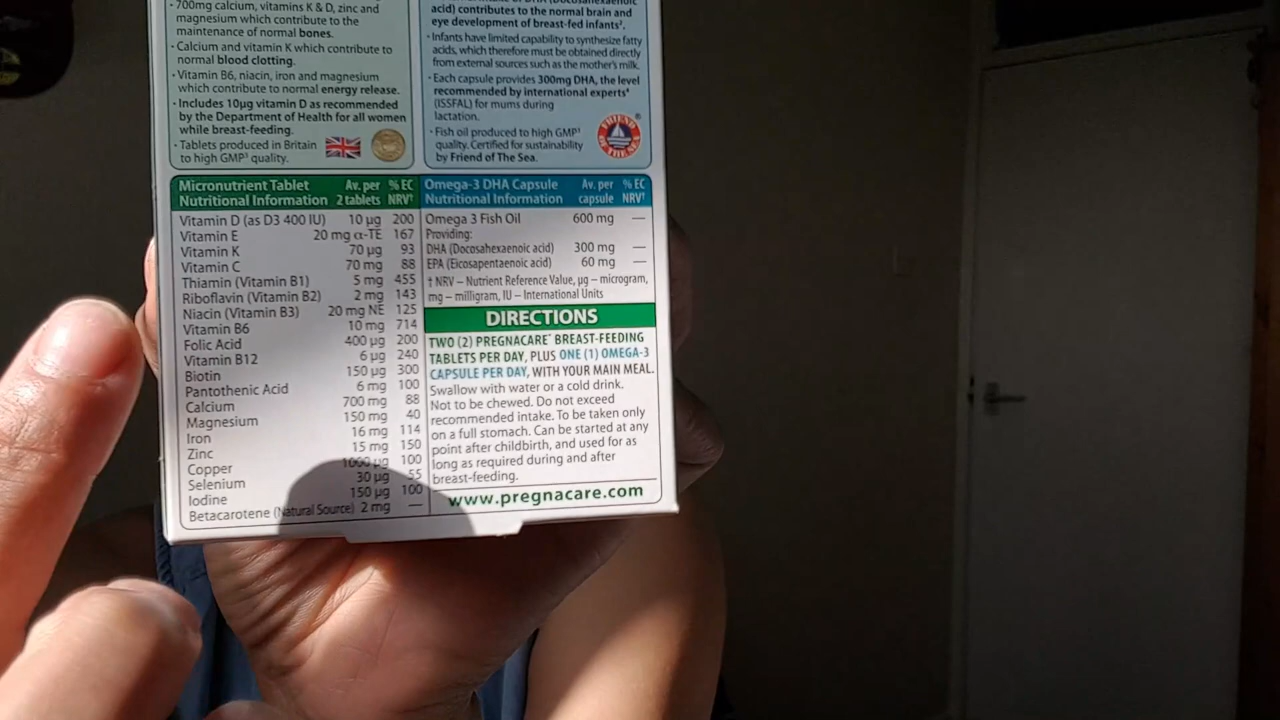 · 700mg calcium, vitamins K & D, zinc and
magnesium which contribute to the
maintenance of normal bones.
· Calcium and vitamin K which contribute to
normal blood clotting.
· Vitamin B6, niacin, iron and magnesium
which contribute to normal energy release.
· Includes 10µg vitamin D as recommended
by the Department of Health for all women
while breast-feeding.
· Tablets produced in Britain
to high GMP³ quality.
acid) contributes to the normal brain and
eye development of breast-fed infants².
· Infants have limited capability to synthesize fatty
acids, which therefore must be obtained directly
from external sources such as the mother's milk.
· Each capsule provides 300mg DHA, the level
recommended by international experts⁴
(ISSFAL) for mums during
lactation.
· Fish oil produced to high GMP³
quality. Certified for sustainability
by Friend of The Sea.
FRIEND OF THE SEA
®
Micronutrient Tablet Av. per % EC
Nutritional Information 2 tablets NRV†
Vitamin D (as D3 400 IU) 10 µg 200
Vitamin E 20 mg α-TE 167
Vitamin K 70 µg 93
Vitamin C 70 mg 88
Thiamin (Vitamin B1) 5 mg 455
Riboflavin (Vitamin B2) 2 mg 143
Niacin (Vitamin B3) 20 mg NE 125
Vitamin B6 10 mg 714
Folic Acid 400 µg 200
Vitamin B12 6 µg 240
Biotin 150 µg 300
Pantothenic Acid 6 mg 100
Calcium 700 mg 88
Magnesium 150 mg 40
Iron 16 mg 114
Zinc 15 mg 150
Copper 1000 µg 100
Selenium 30 µg 55
Iodine 150 µg 100
Betacarotene (Natural Source) 2 mg —
Omega-3 DHA Capsule Av. per % EC
Nutritional Information capsule NRV†
Omega 3 Fish Oil 600 mg —
Providing:
DHA (Docosahexaenoic acid) 300 mg —
EPA (Eicosapentaenoic acid) 60 mg —
† NRV – Nutrient Reference Value, µg – microgram,
mg – milligram, IU – International Units
DIRECTIONS
TWO (2) PREGNACARE® BREAST-FEEDING
TABLETS PER DAY, PLUS ONE (1) OMEGA-3
CAPSULE PER DAY, WITH YOUR MAIN MEAL.
Swallow with water or a cold drink.
Not to be chewed. Do not exceed
recommended intake. To be taken only
on a full stomach. Can be started at any
point after childbirth, and used for as
long as required during and after
breast-feeding.
www.pregnacare.com